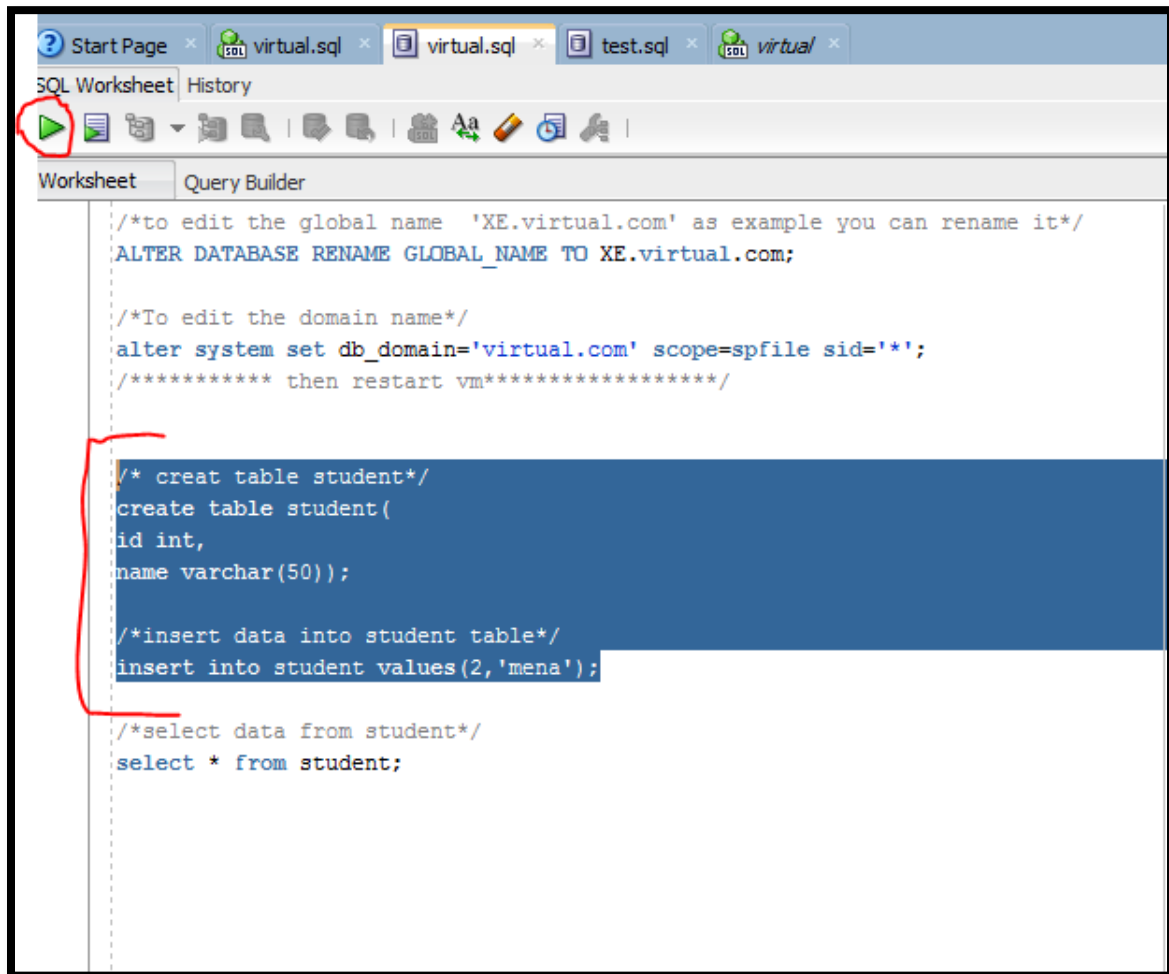 Start Page virtual.sql virtual.sql test.sql virtual
SQL Worksheet History
Worksheet Query Builder
/*to edit the global name  'XE.virtual.com' as example you can rename it*/
ALTER DATABASE RENAME GLOBAL_NAME TO XE.virtual.com;
/*To edit the domain name*/
alter system set db_domain='virtual.com' scope=spfile sid='*';
/*********** then restart vm******************/
/* creat table student*/
create table student(
id int,
name varchar(50));
/*insert data into student table*/
insert into student values(2,'mena');
/*select data from student*/
select * from student;